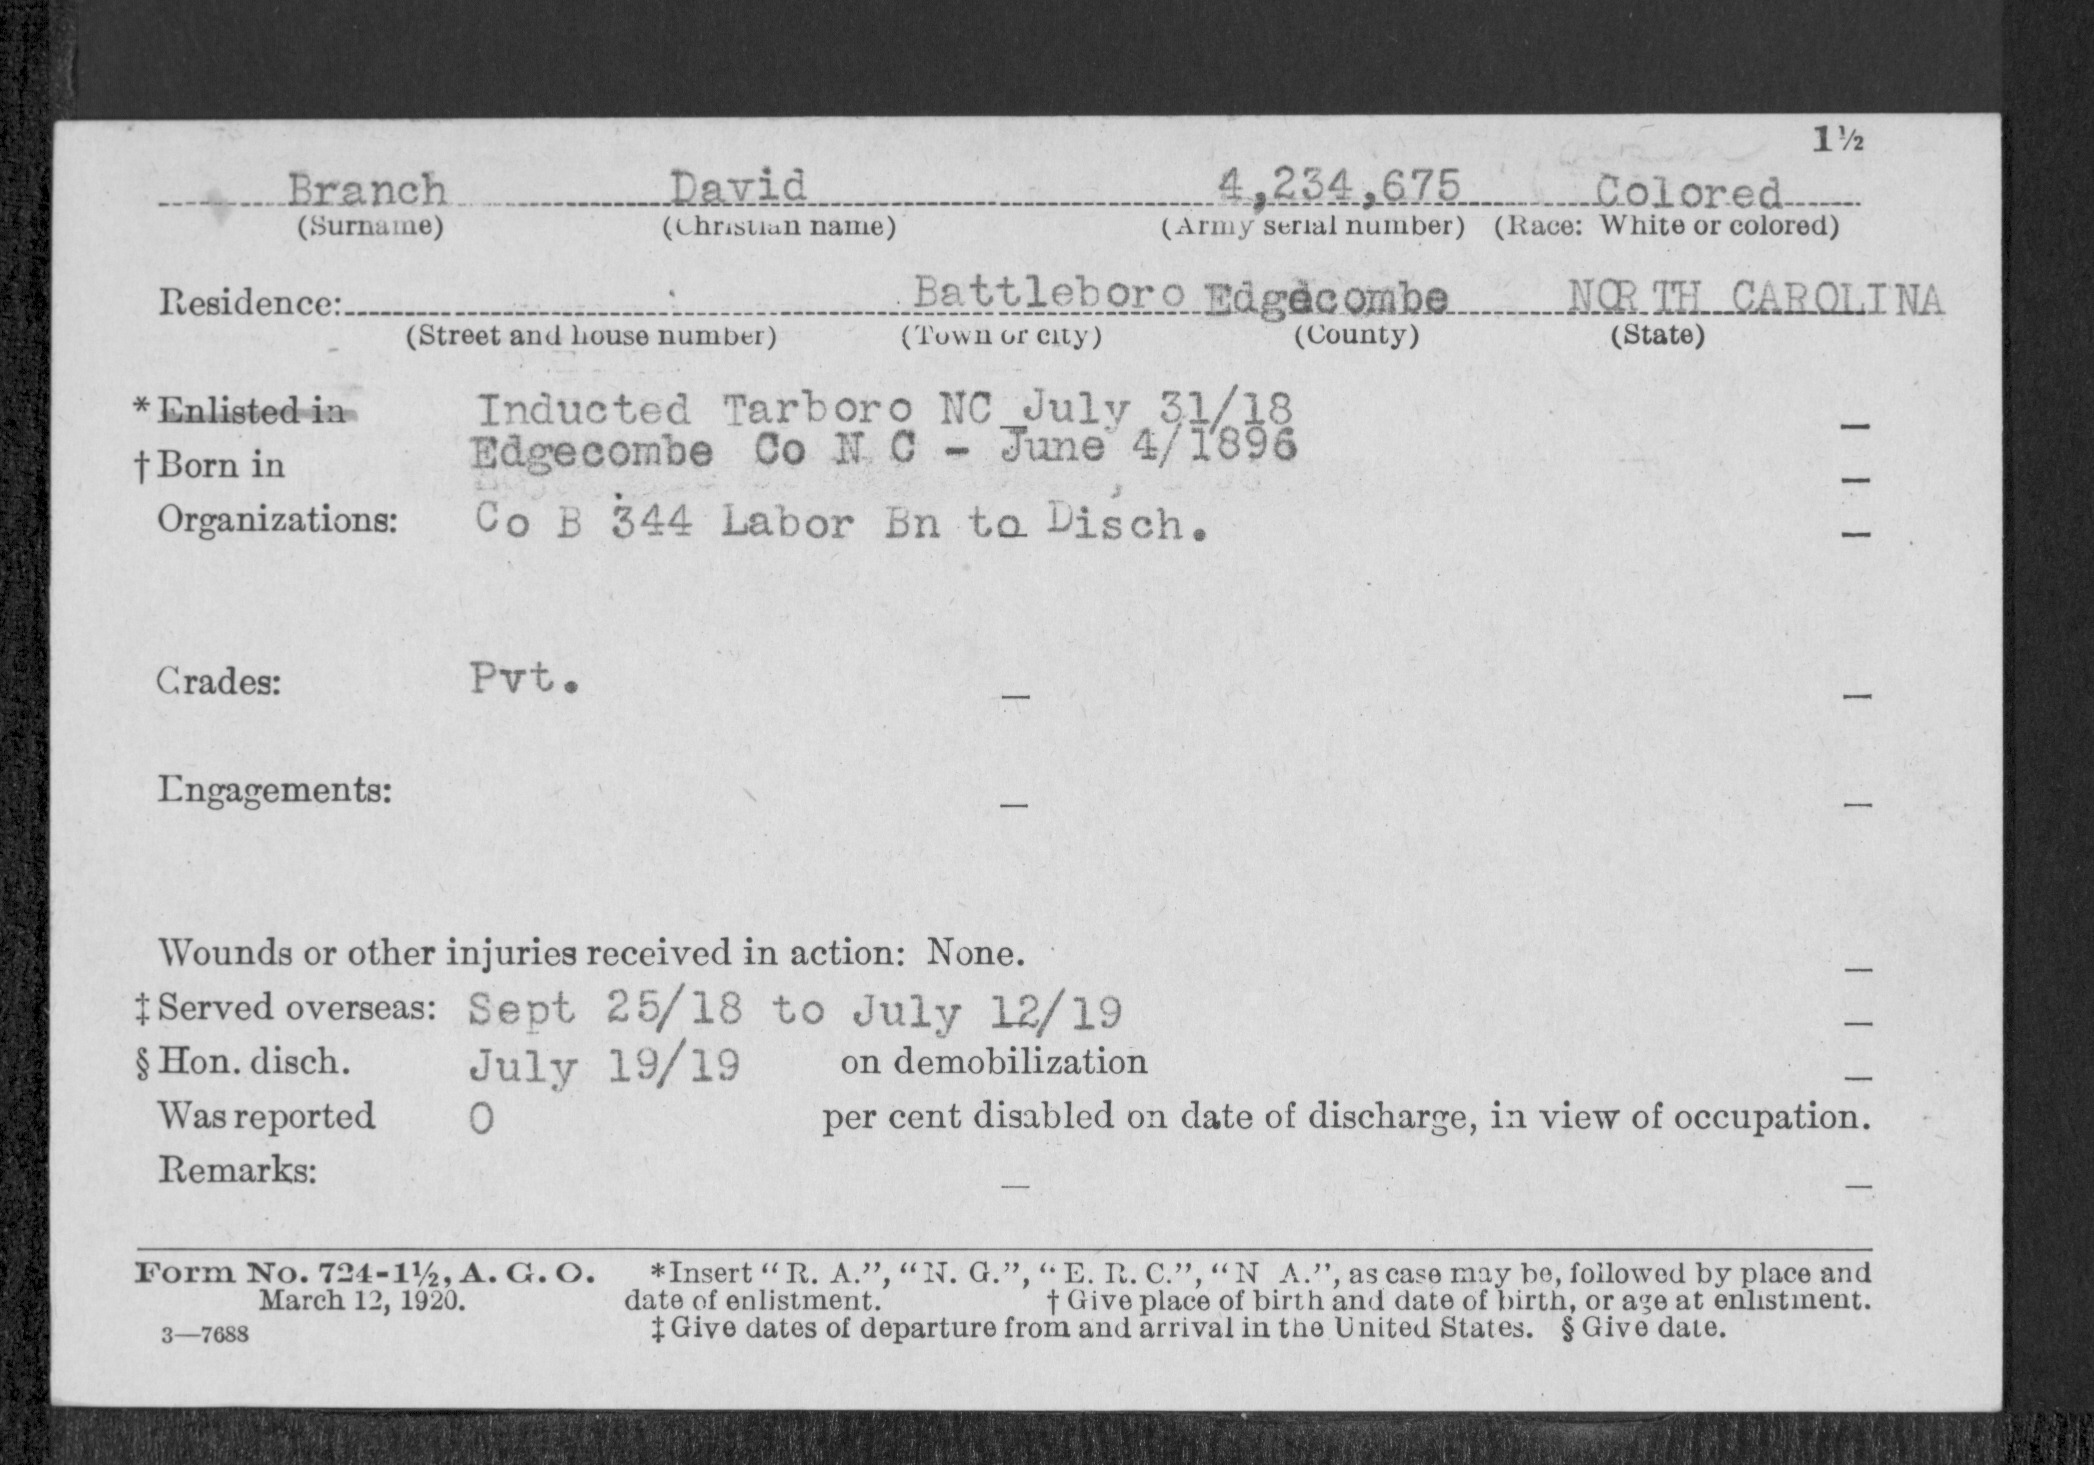 1½
Branch David 4,234,675 Colored
(Surname) (Christian name) (Army serial number) (Race: White or colored)
Residence: Battleboro Edgecombe NORTH CAROLINA
(Street and house number) (Town or city) (County) (State)
* Enlisted in Inducted Tarboro NC July 31/18 —
† Born in Edgecombe Co N C - June 4/1896 —
Organizations: Co B 344 Labor Bn to Disch. —
Grades: Pvt. — —
Engagements: — —
Wounds or other injuries received in action: None. —
‡ Served overseas: Sept 25/18 to July 12/19 —
§ Hon. disch. July 19/19 on demobilization —
Was reported 0 per cent disabled on date of discharge, in view of occupation.
Remarks: — —
Form No. 724-1½, A. G. O. *Insert "R. A.", "N. G.", "E. R. C.", "N A.", as case may be, followed by place and
March 12, 1920. date of enlistment. † Give place of birth and date of birth, or age at enlistment.
3—7688 ‡ Give dates of departure from and arrival in the United States. § Give date.